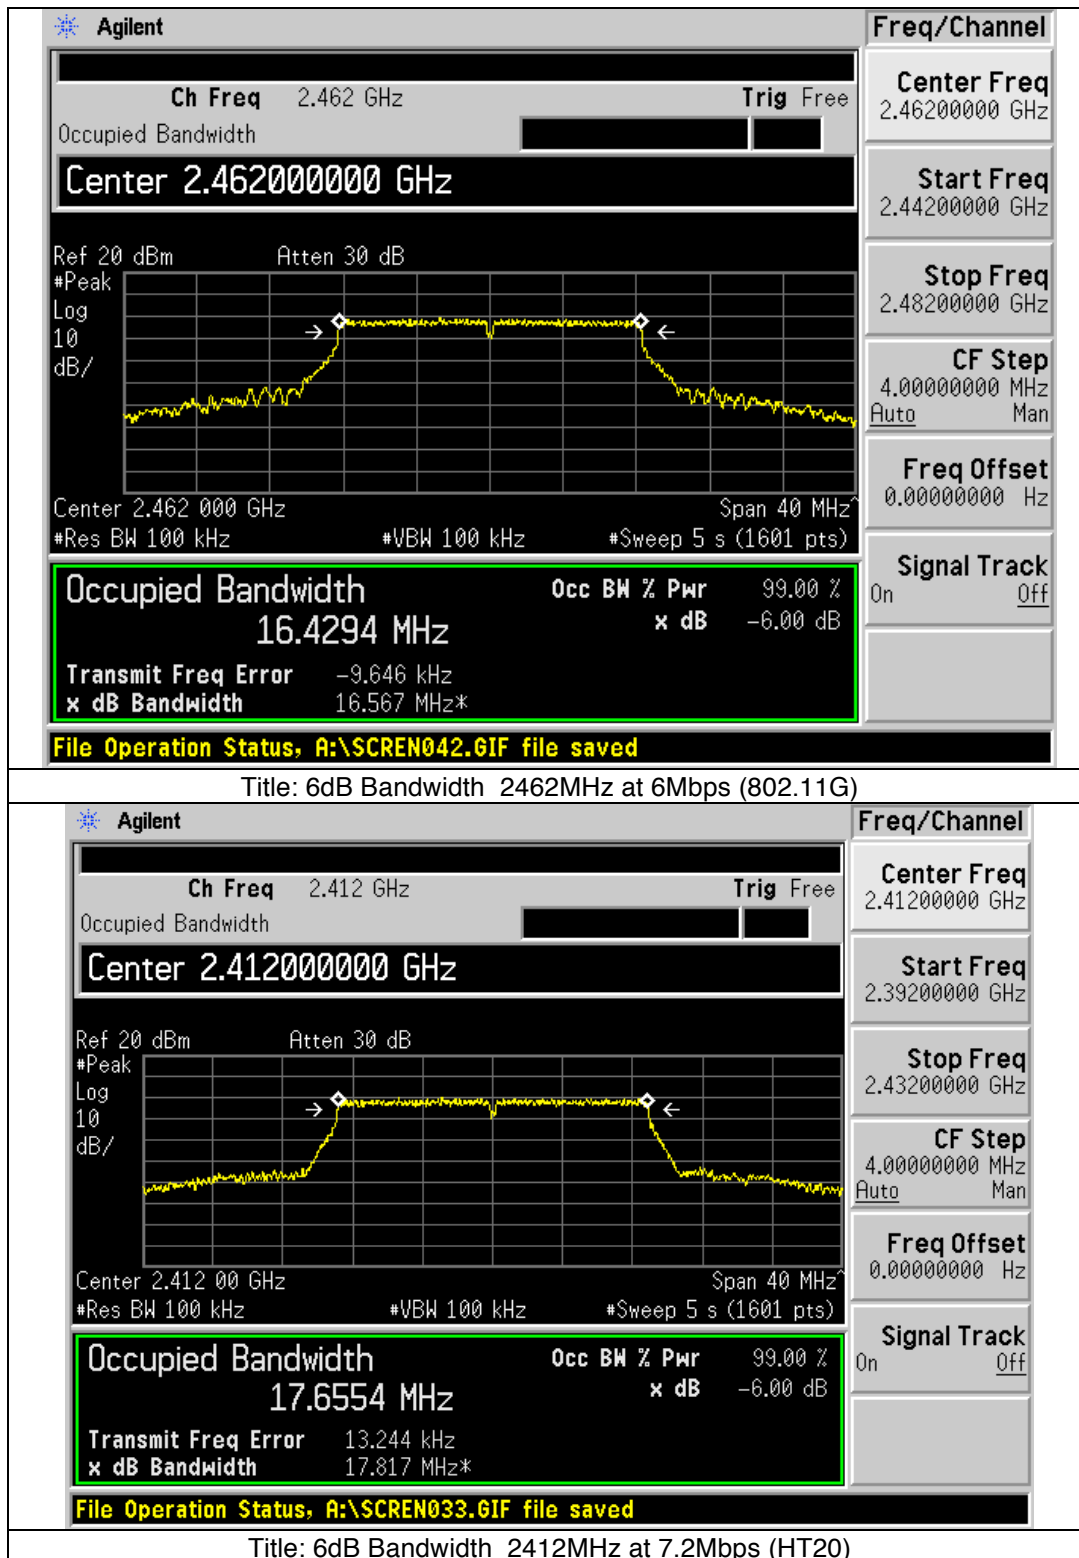 Agilent
Freq/Channel
Ch Freq 2.462 GHz Trig Free
Occupied Bandwidth
Center 2.462000000 GHz
Center Freq
2.46200000 GHz
Start Freq
2.44200000 GHz
Stop Freq
2.48200000 GHz
CF Step
4.00000000 MHz
Auto Man
Freq Offset
0.00000000 Hz
Signal Track
On Off
Ref 20 dBm Atten 30 dB
#Peak
Log
10
dB/
Center 2.462 000 GHz Span 40 MHz^
#Res BW 100 kHz #VBW 100 kHz #Sweep 5 s (1601 pts)
Occupied Bandwidth Occ BW % Pwr 99.00 %
16.4294 MHz x dB -6.00 dB
Transmit Freq Error -9.646 kHz
x dB Bandwidth 16.567 MHz*
File Operation Status, A:\SCREN042.GIF file saved
Title: 6dB Bandwidth 2462MHz at 6Mbps (802.11G)
Agilent
Freq/Channel
Ch Freq 2.412 GHz Trig Free
Occupied Bandwidth
Center 2.412000000 GHz
Center Freq
2.41200000 GHz
Start Freq
2.39200000 GHz
Stop Freq
2.43200000 GHz
CF Step
4.00000000 MHz
Auto Man
Freq Offset
0.00000000 Hz
Signal Track
On Off
Ref 20 dBm Atten 30 dB
#Peak
Log
10
dB/
Center 2.412 00 GHz Span 40 MHz^
#Res BW 100 kHz #VBW 100 kHz #Sweep 5 s (1601 pts)
Occupied Bandwidth Occ BW % Pwr 99.00 %
17.6554 MHz x dB -6.00 dB
Transmit Freq Error 13.244 kHz
x dB Bandwidth 17.817 MHz*
File Operation Status, A:\SCREN033.GIF file saved
Title: 6dB Bandwidth 2412MHz at 7.2Mbps (HT20)